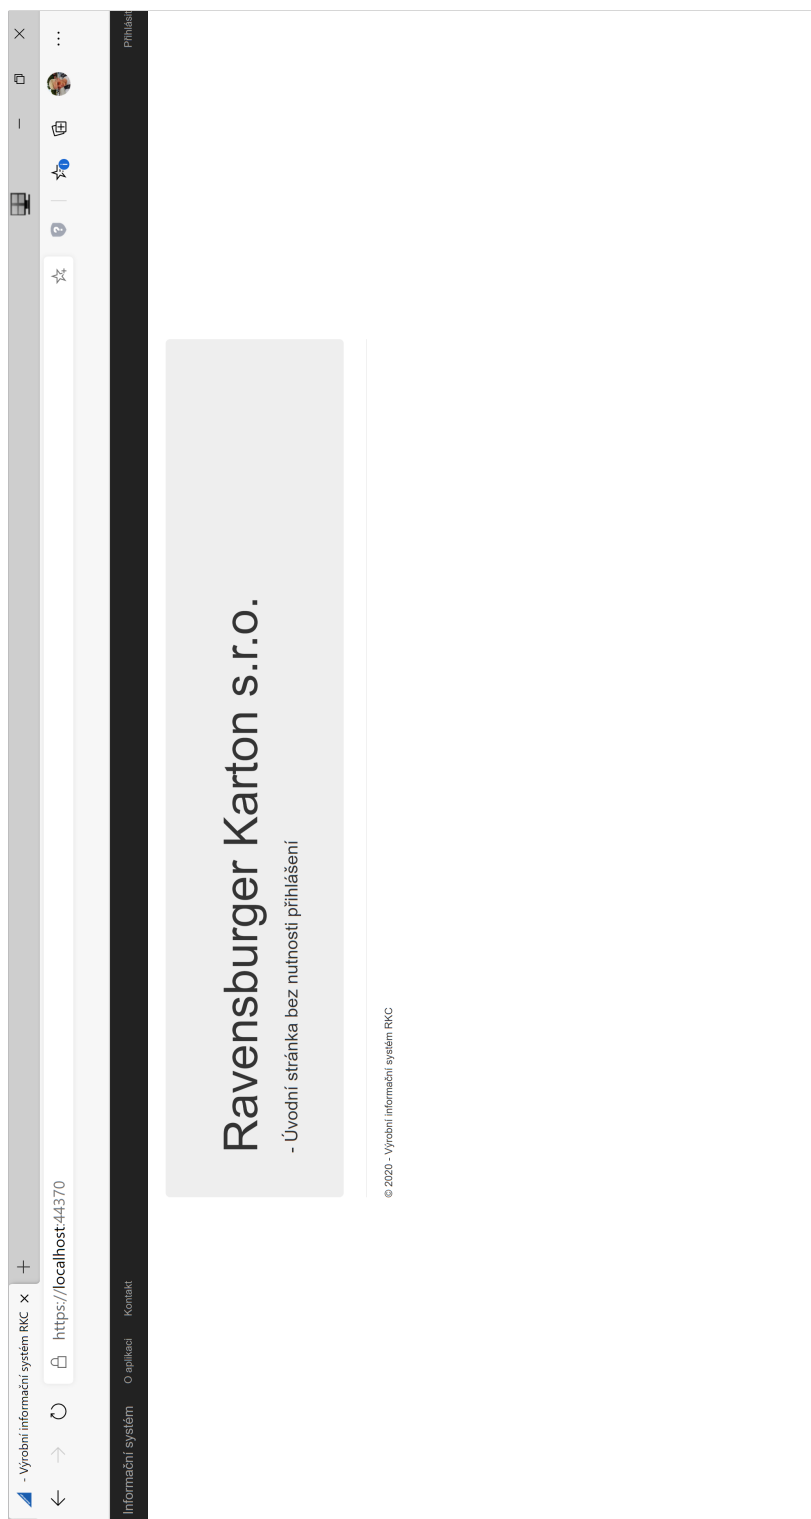 - Výrobní informační systém RKC
https://localhost:44370
Informační systém
O aplikaci
Kontakt
Přihlásit
Ravensburger Karton s.r.o.
- Úvodní stránka bez nutnosti přihlášení
© 2020 - Výrobní informační systém RKC